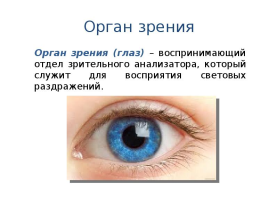 Орган зрения
Орган зрения (глаз) – воспринимающий
отдел зрительного анализатора, который
служит для восприятия световых
раздражений.